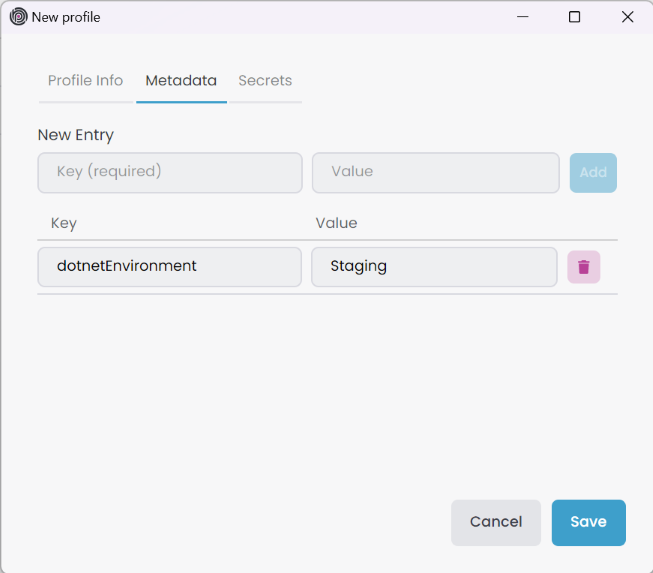 New profile
Profile Info Metadata Secrets
New Entry
Key (required) Value Add
Key Value
dotnetEnvironment Staging
Cancel Save